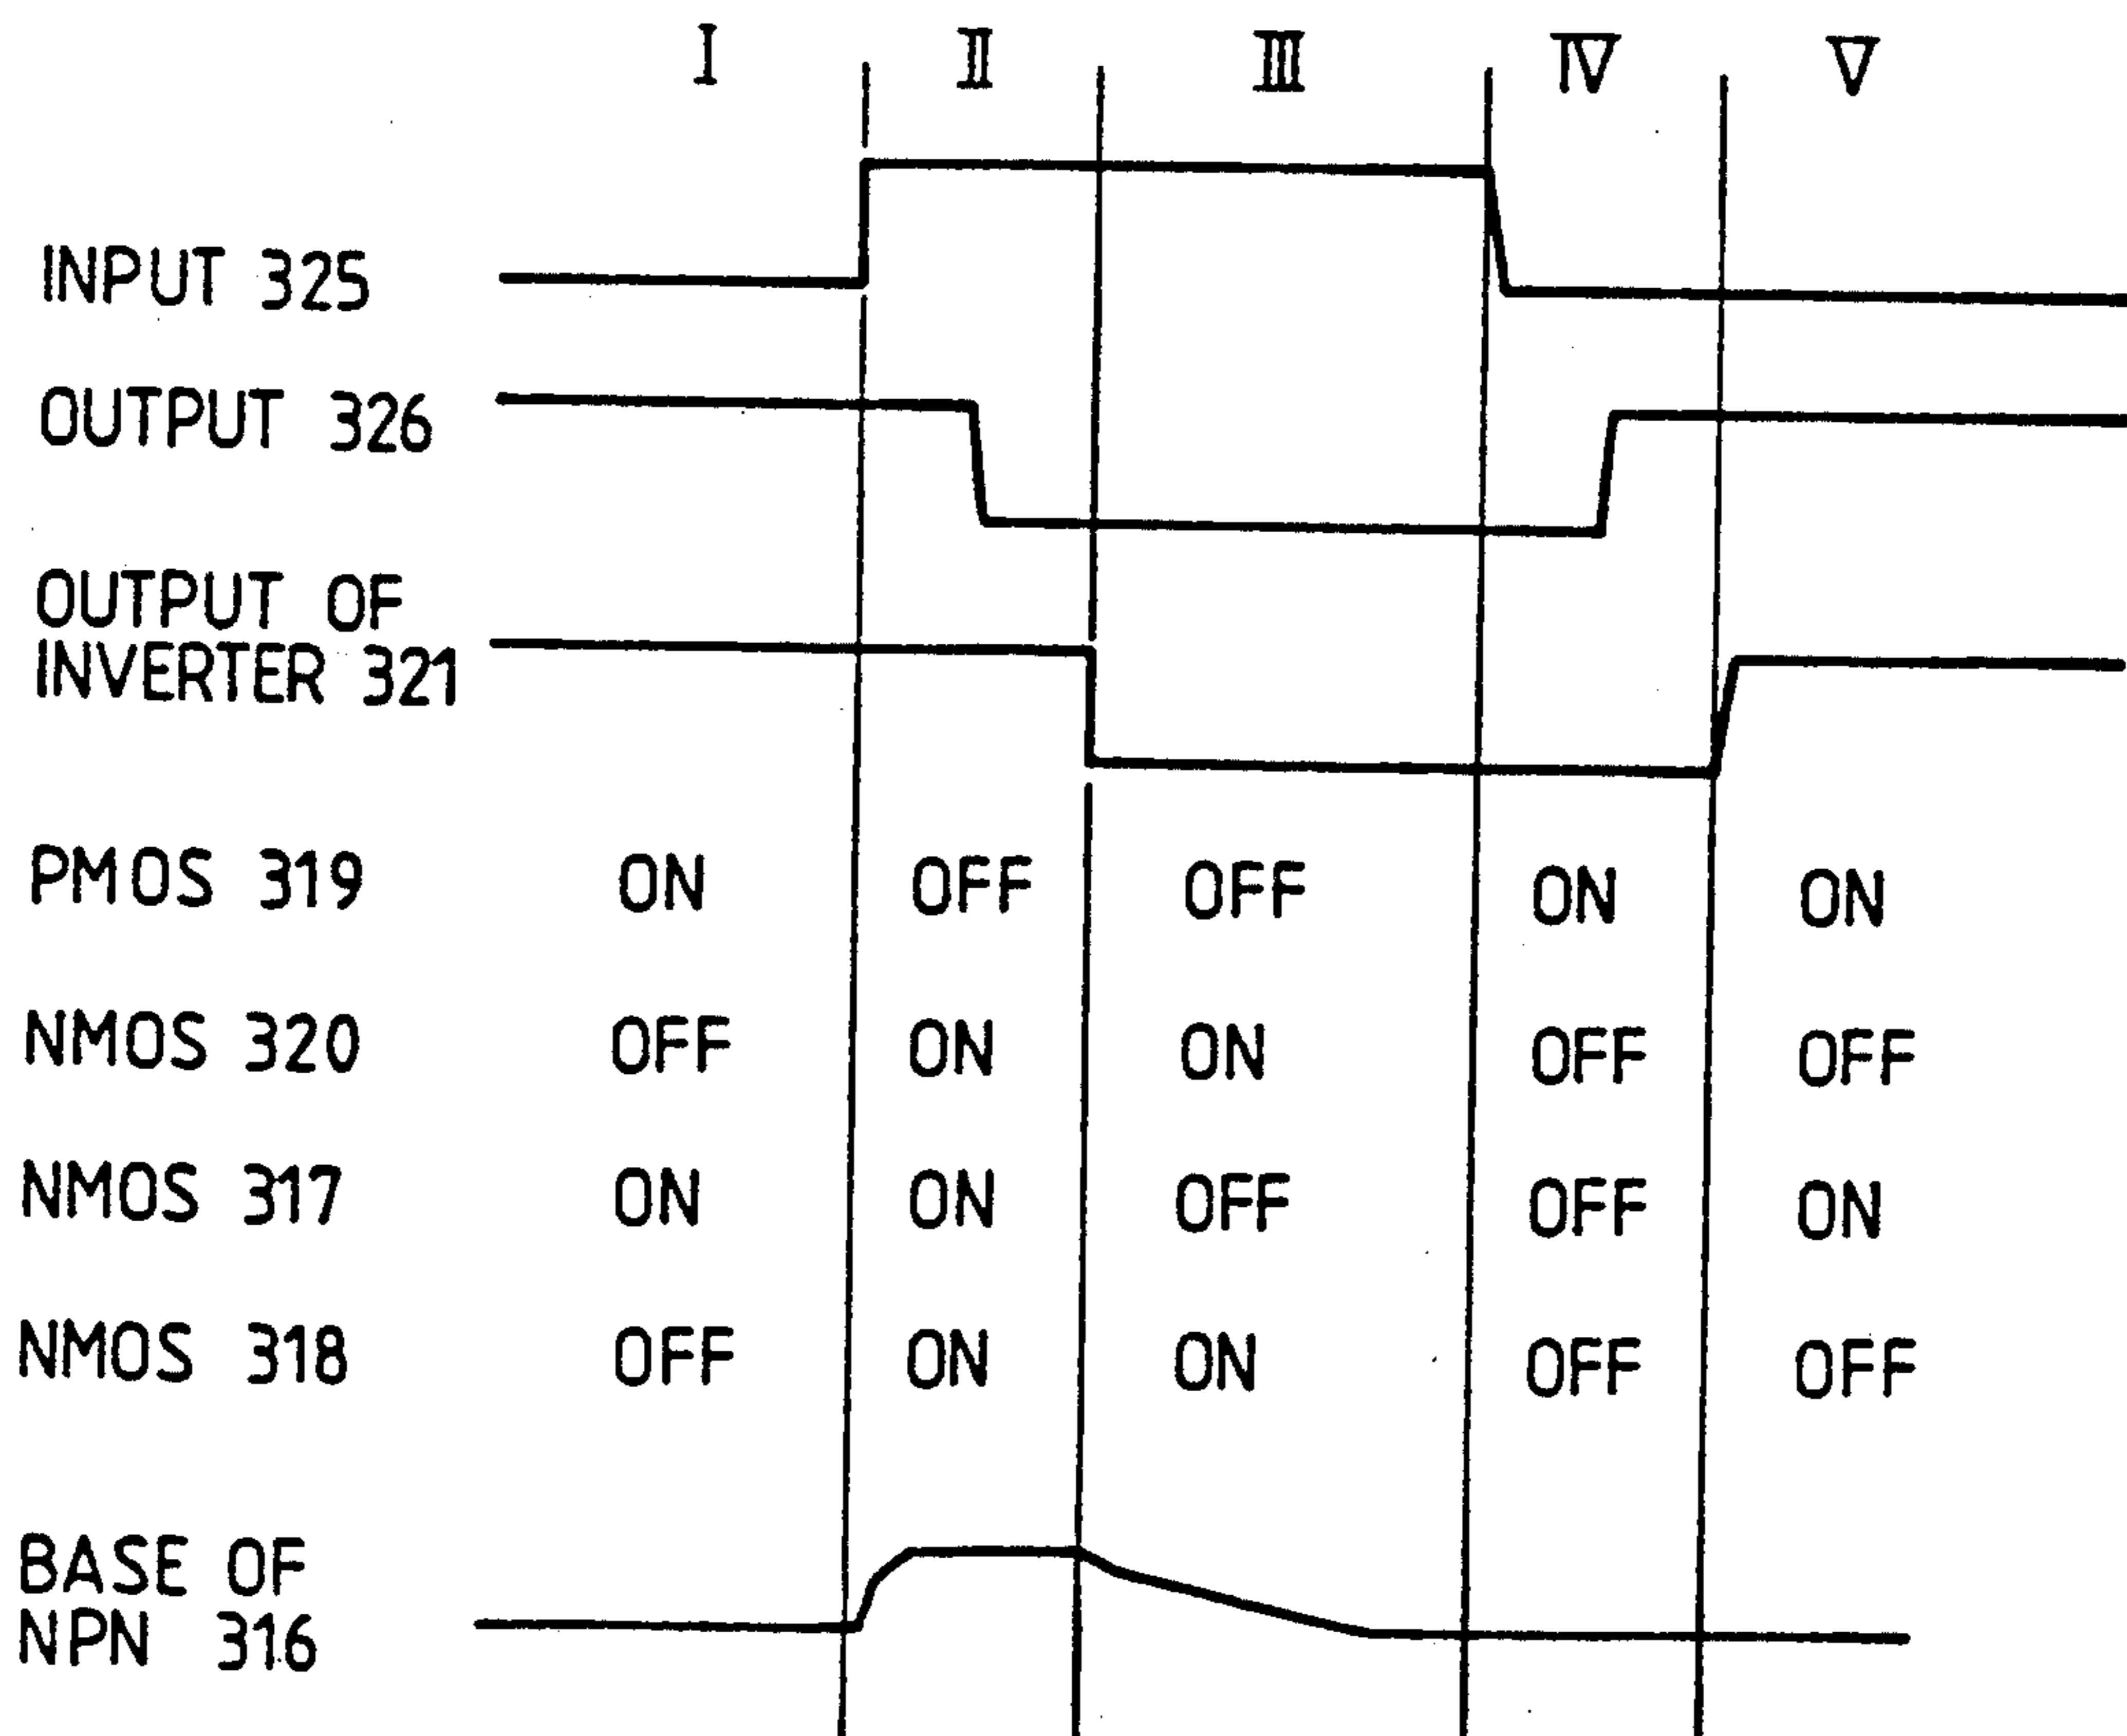 I II III IV V
INPUT 325
OUTPUT 326
OUTPUT OF
INVERTER 321
PMOS 319 ON OFF OFF ON ON
NMOS 320 OFF ON ON OFF OFF
NMOS 317 ON ON OFF OFF ON
NMOS 318 OFF ON ON OFF OFF
BASE OF
NPN 316